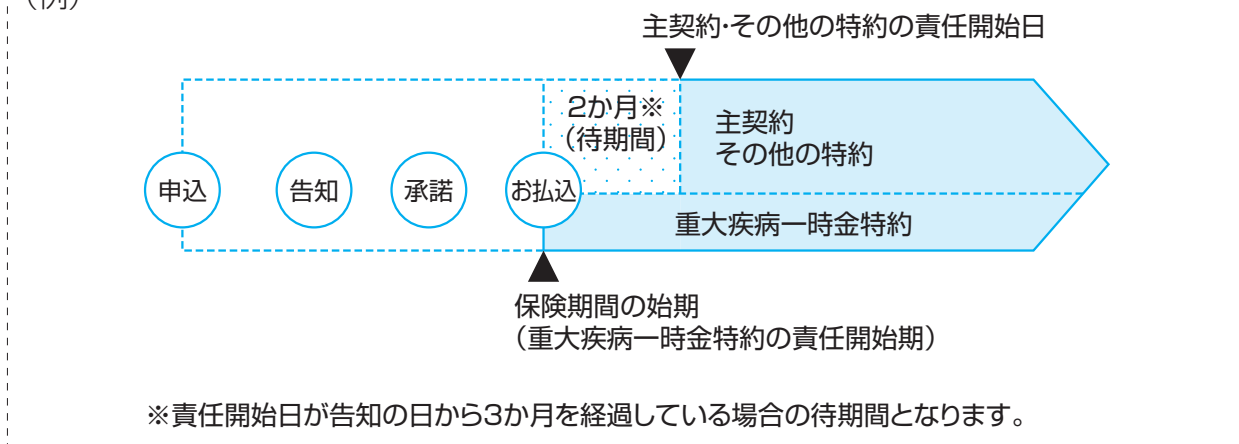 (例)
主契約・その他の特約の責任開始日
2か月※
(待期間)
主契約
その他の特約
申込
告知
承諾
お払込
重大疾病一時金特約
保険期間の始期
(重大疾病一時金特約の責任開始期)
※責任開始日が告知の日から3か月を経過している場合の待期間となります。